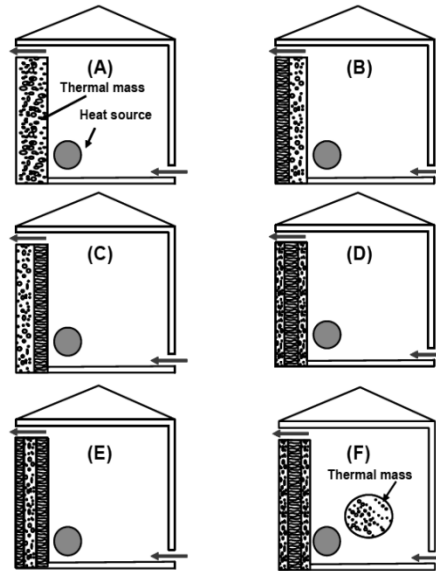 (A)
Thermal mass
Heat source
(B)
(C)
(D)
(E)
(F)
Thermal mass